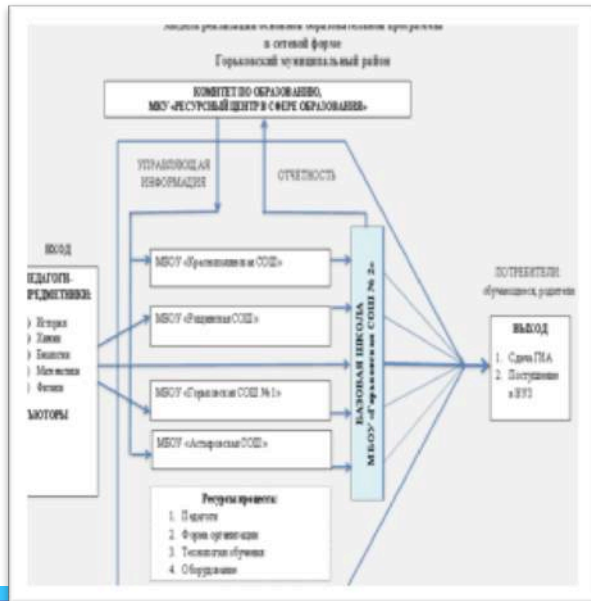 Модель реализации основной образовательной программы
в сетевой форме
Горьковский муниципальный район
КОМИТЕТ ПО ОБРАЗОВАНИЮ,
МКУ «РЕСУРСНЫЙ ЦЕНТР В СФЕРЕ ОБРАЗОВАНИЯ»
УПРАВЛЯЮЩАЯ
ИНФОРМАЦИЯ
ОТЧЕТНОСТЬ
ВХОД
ПЕДАГОГИ-
ПРЕДМЕТНИКИ:
История
Химия
Биология
Математика
Физика
ТЬЮТОРЫ
МБОУ «Краснополянская СОШ»
МБОУ «Рощинская СОШ»
МБОУ «Горьковская СОШ №1»
МБОУ «Астыровская СОШ»
БАЗОВАЯ ШКОЛА
МБОУ «Горьковская СОШ № 2»
ПОТРЕБИТЕЛИ:
обучающиеся, родители
ВЫХОД
1. Сдача ГИА
2. Поступление
в ВУЗ
Ресурсы процесса:
1. Педагоги
2. Форма организации
3. Технологии обучения
4. Оборудование